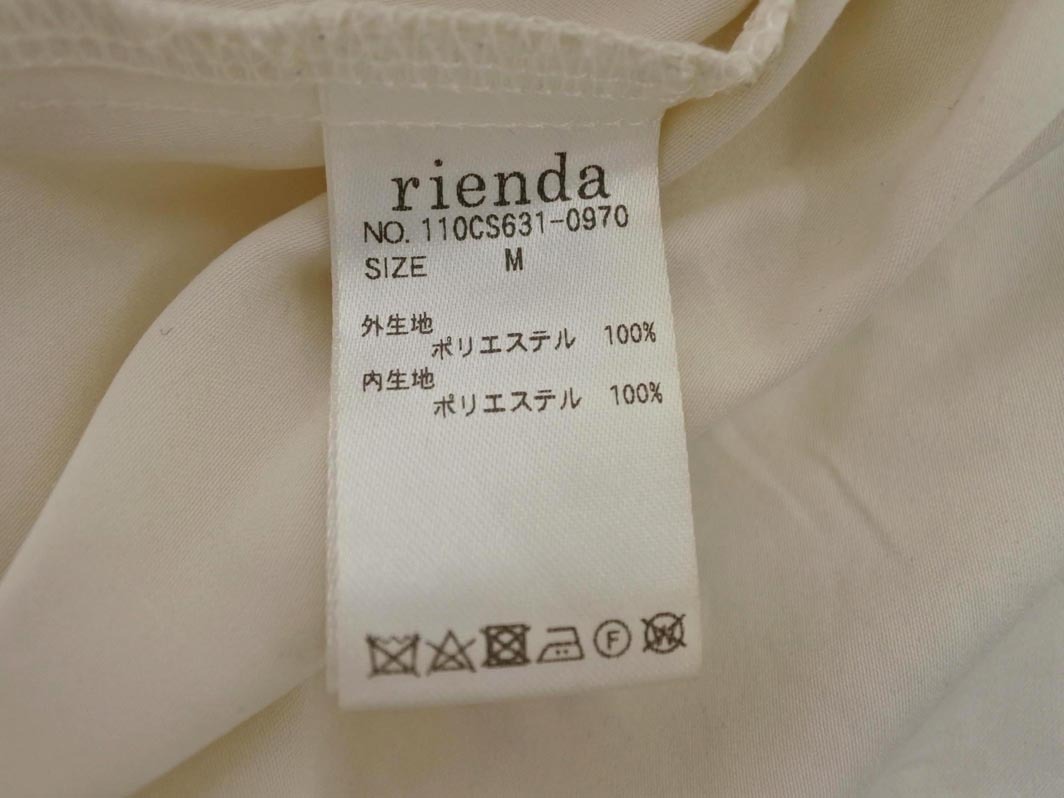 rienda
NO. 110CS631-0970
SIZE M
外生地
ポリエステル 100%
内生地
ポリエステル 100%
F
W